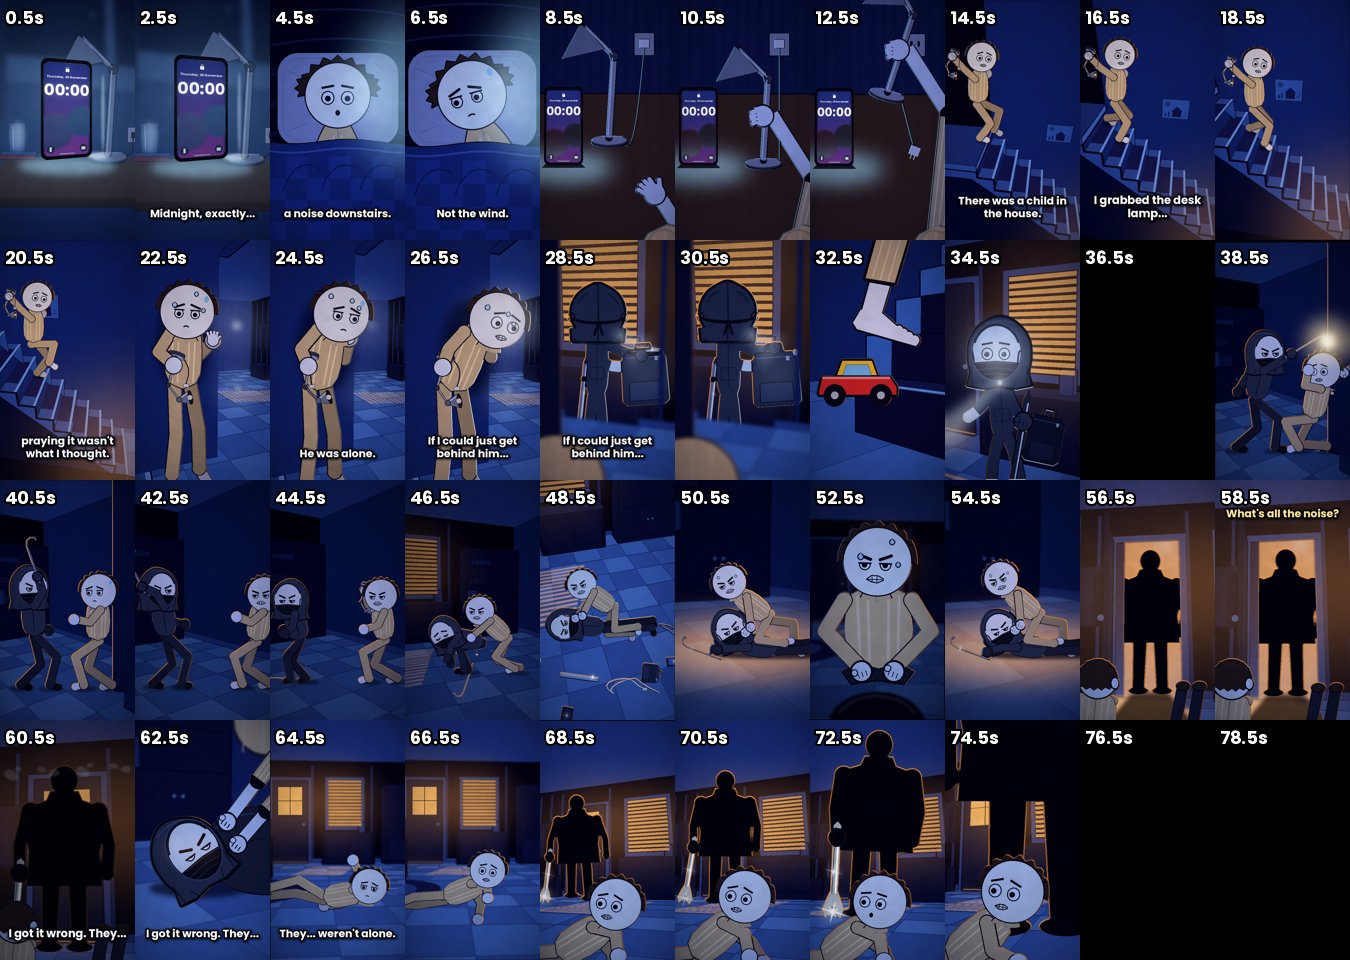 0.5s
2.5s
4.5s
6.5s
8.5s
10.5s
12.5s
14.5s
16.5s
18.5s
Thursday, 26 November
00:00
Thursday, 26 November
00:00
00:00
00:00
00:00
Midnight, exactly...
a noise downstairs.
Not the wind.
There was a child in
the house.
I grabbed the desk
lamp...
20.5s
22.5s
24.5s
26.5s
28.5s
30.5s
32.5s
34.5s
36.5s
38.5s
praying it wasn't
what I thought.
He was alone.
If I could just get
behind him...
If I could just get
behind him...
40.5s
42.5s
44.5s
46.5s
48.5s
50.5s
52.5s
54.5s
56.5s
58.5s
What's all the noise?
60.5s
62.5s
64.5s
66.5s
68.5s
70.5s
72.5s
74.5s
76.5s
78.5s
I got it wrong. They...
I got it wrong. They...
They... weren't alone.